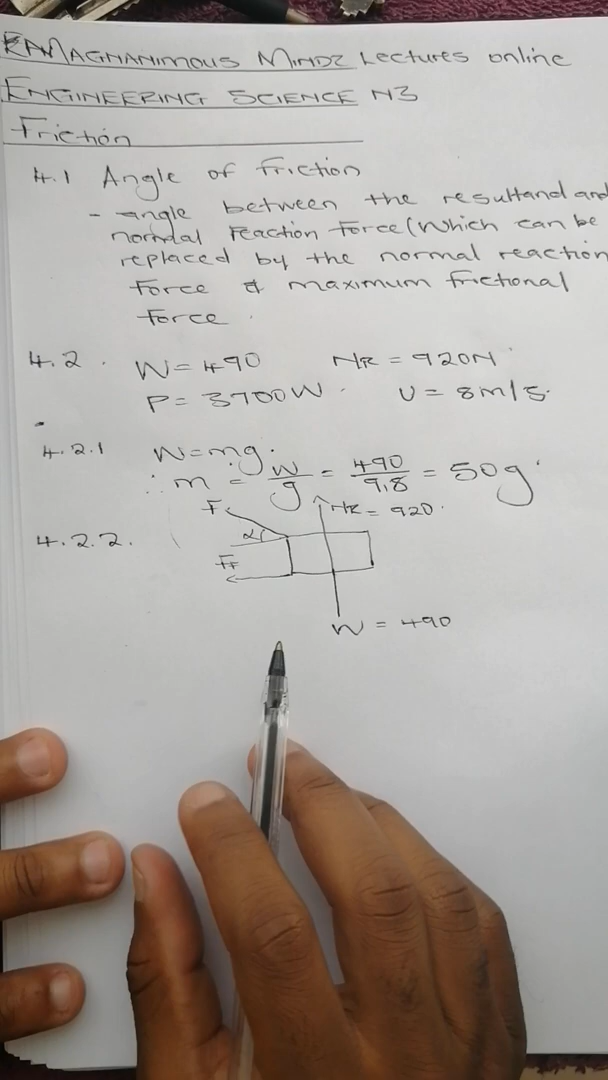 RAMAGNANIMOUS MINDZ Lectures online
ENGINEERING SCIENCE N3
Friction
4.1 Angle of friction
- angle between the resultand and
normal reaction force (which can be
replaced by the normal reaction
force & maximum frictional
force.
4.2. W = 490 NR = 920N
P = 3700W. U = 8m/s.
4.2.1 W = mg.
∴ m = W/g = 490/9.8 = 50g
F NR = 920.
4.2.2. α
Ff
W = 490